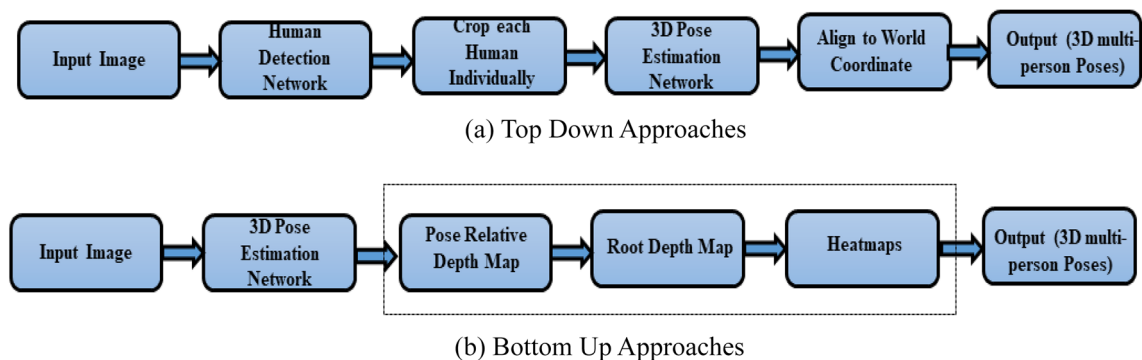 Input Image
Human
Detection
Network
Crop each
Human
Individually
3D Pose
Estimation
Network
Align to World
Coordinate
Output (3D multi-
person Poses)
(a) Top Down Approaches
Input Image
3D Pose
Estimation
Network
Pose Relative
Depth Map
Root Depth Map
Heatmaps
Output (3D multi-
person Poses)
(b) Bottom Up Approaches